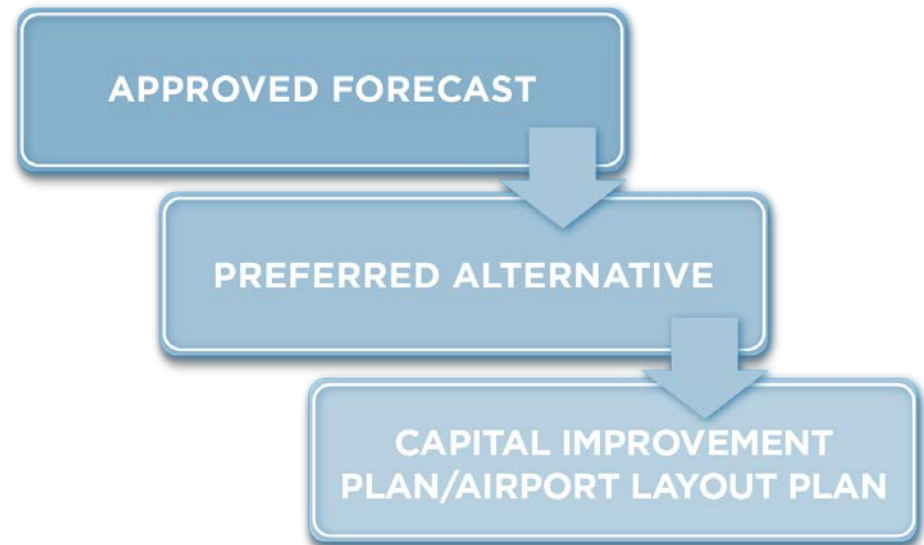 APPROVED FORECAST
PREFERRED ALTERNATIVE
CAPITAL IMPROVEMENT
PLAN/AIRPORT LAYOUT PLAN